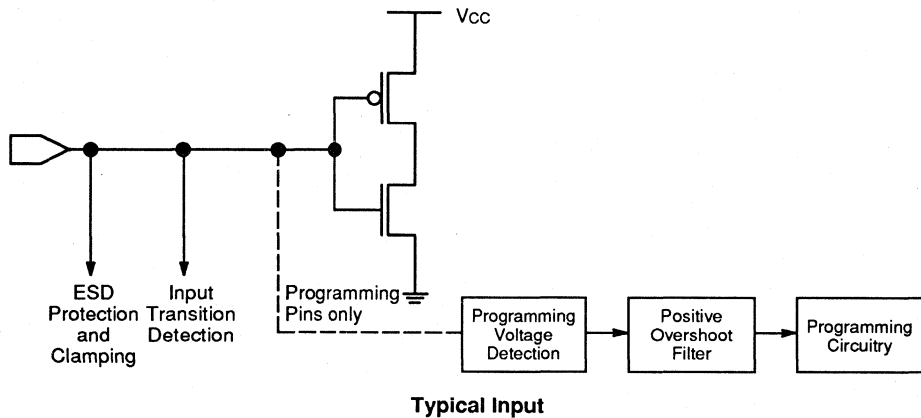 Vcc
ESD
Protection
and
Clamping
Input
Transition
Detection
Programming
Pins only
Programming
Voltage
Detection
Positive
Overshoot
Filter
Programming
Circuitry
Typical Input